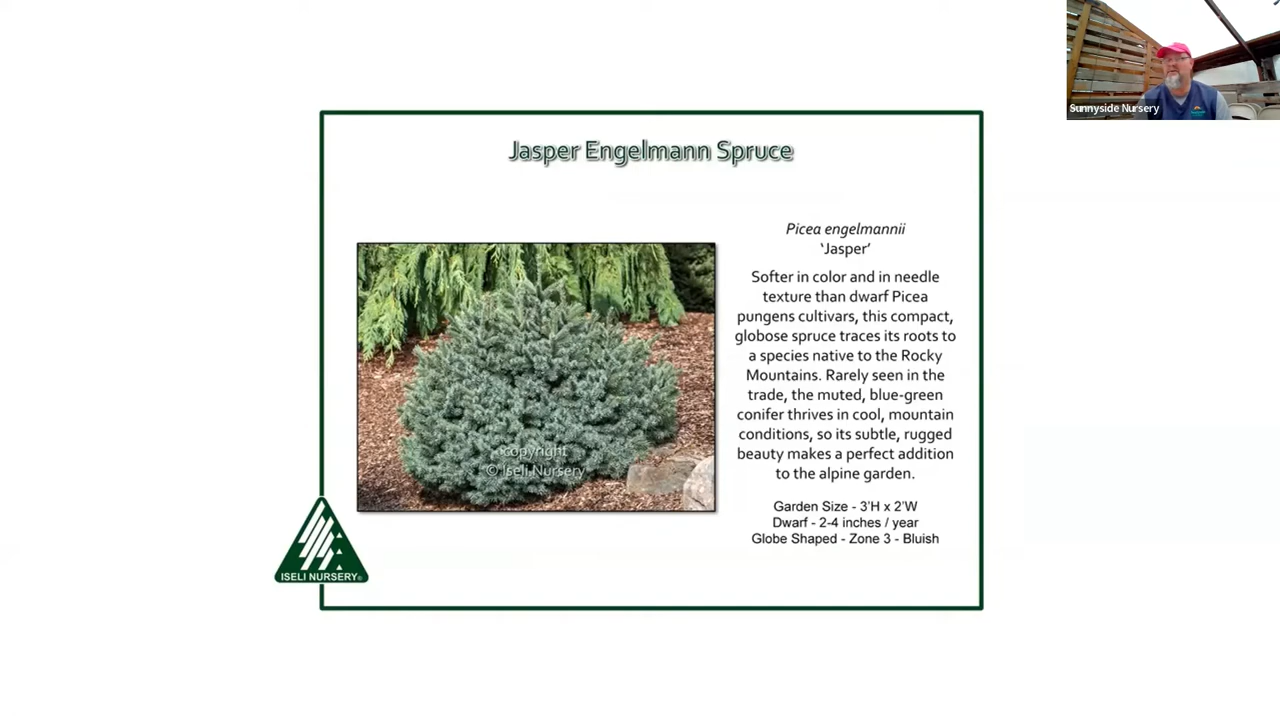 Sunnyside Nursery
Jasper Engelmann Spruce
Picea engelmannii
‘Jasper’
Softer in color and in needle
texture than dwarf Picea
pungens cultivars, this compact,
globose spruce traces its roots to
a species native to the Rocky
Mountains. Rarely seen in the
trade, the muted, blue-green
conifer thrives in cool, mountain
conditions, so its subtle, rugged
beauty makes a perfect addition
to the alpine garden.
Garden Size - 3'H x 2'W
Dwarf - 2-4 inches / year
Globe Shaped - Zone 3 - Bluish
copyright
© Iseli Nursery
ISELI NURSERY©